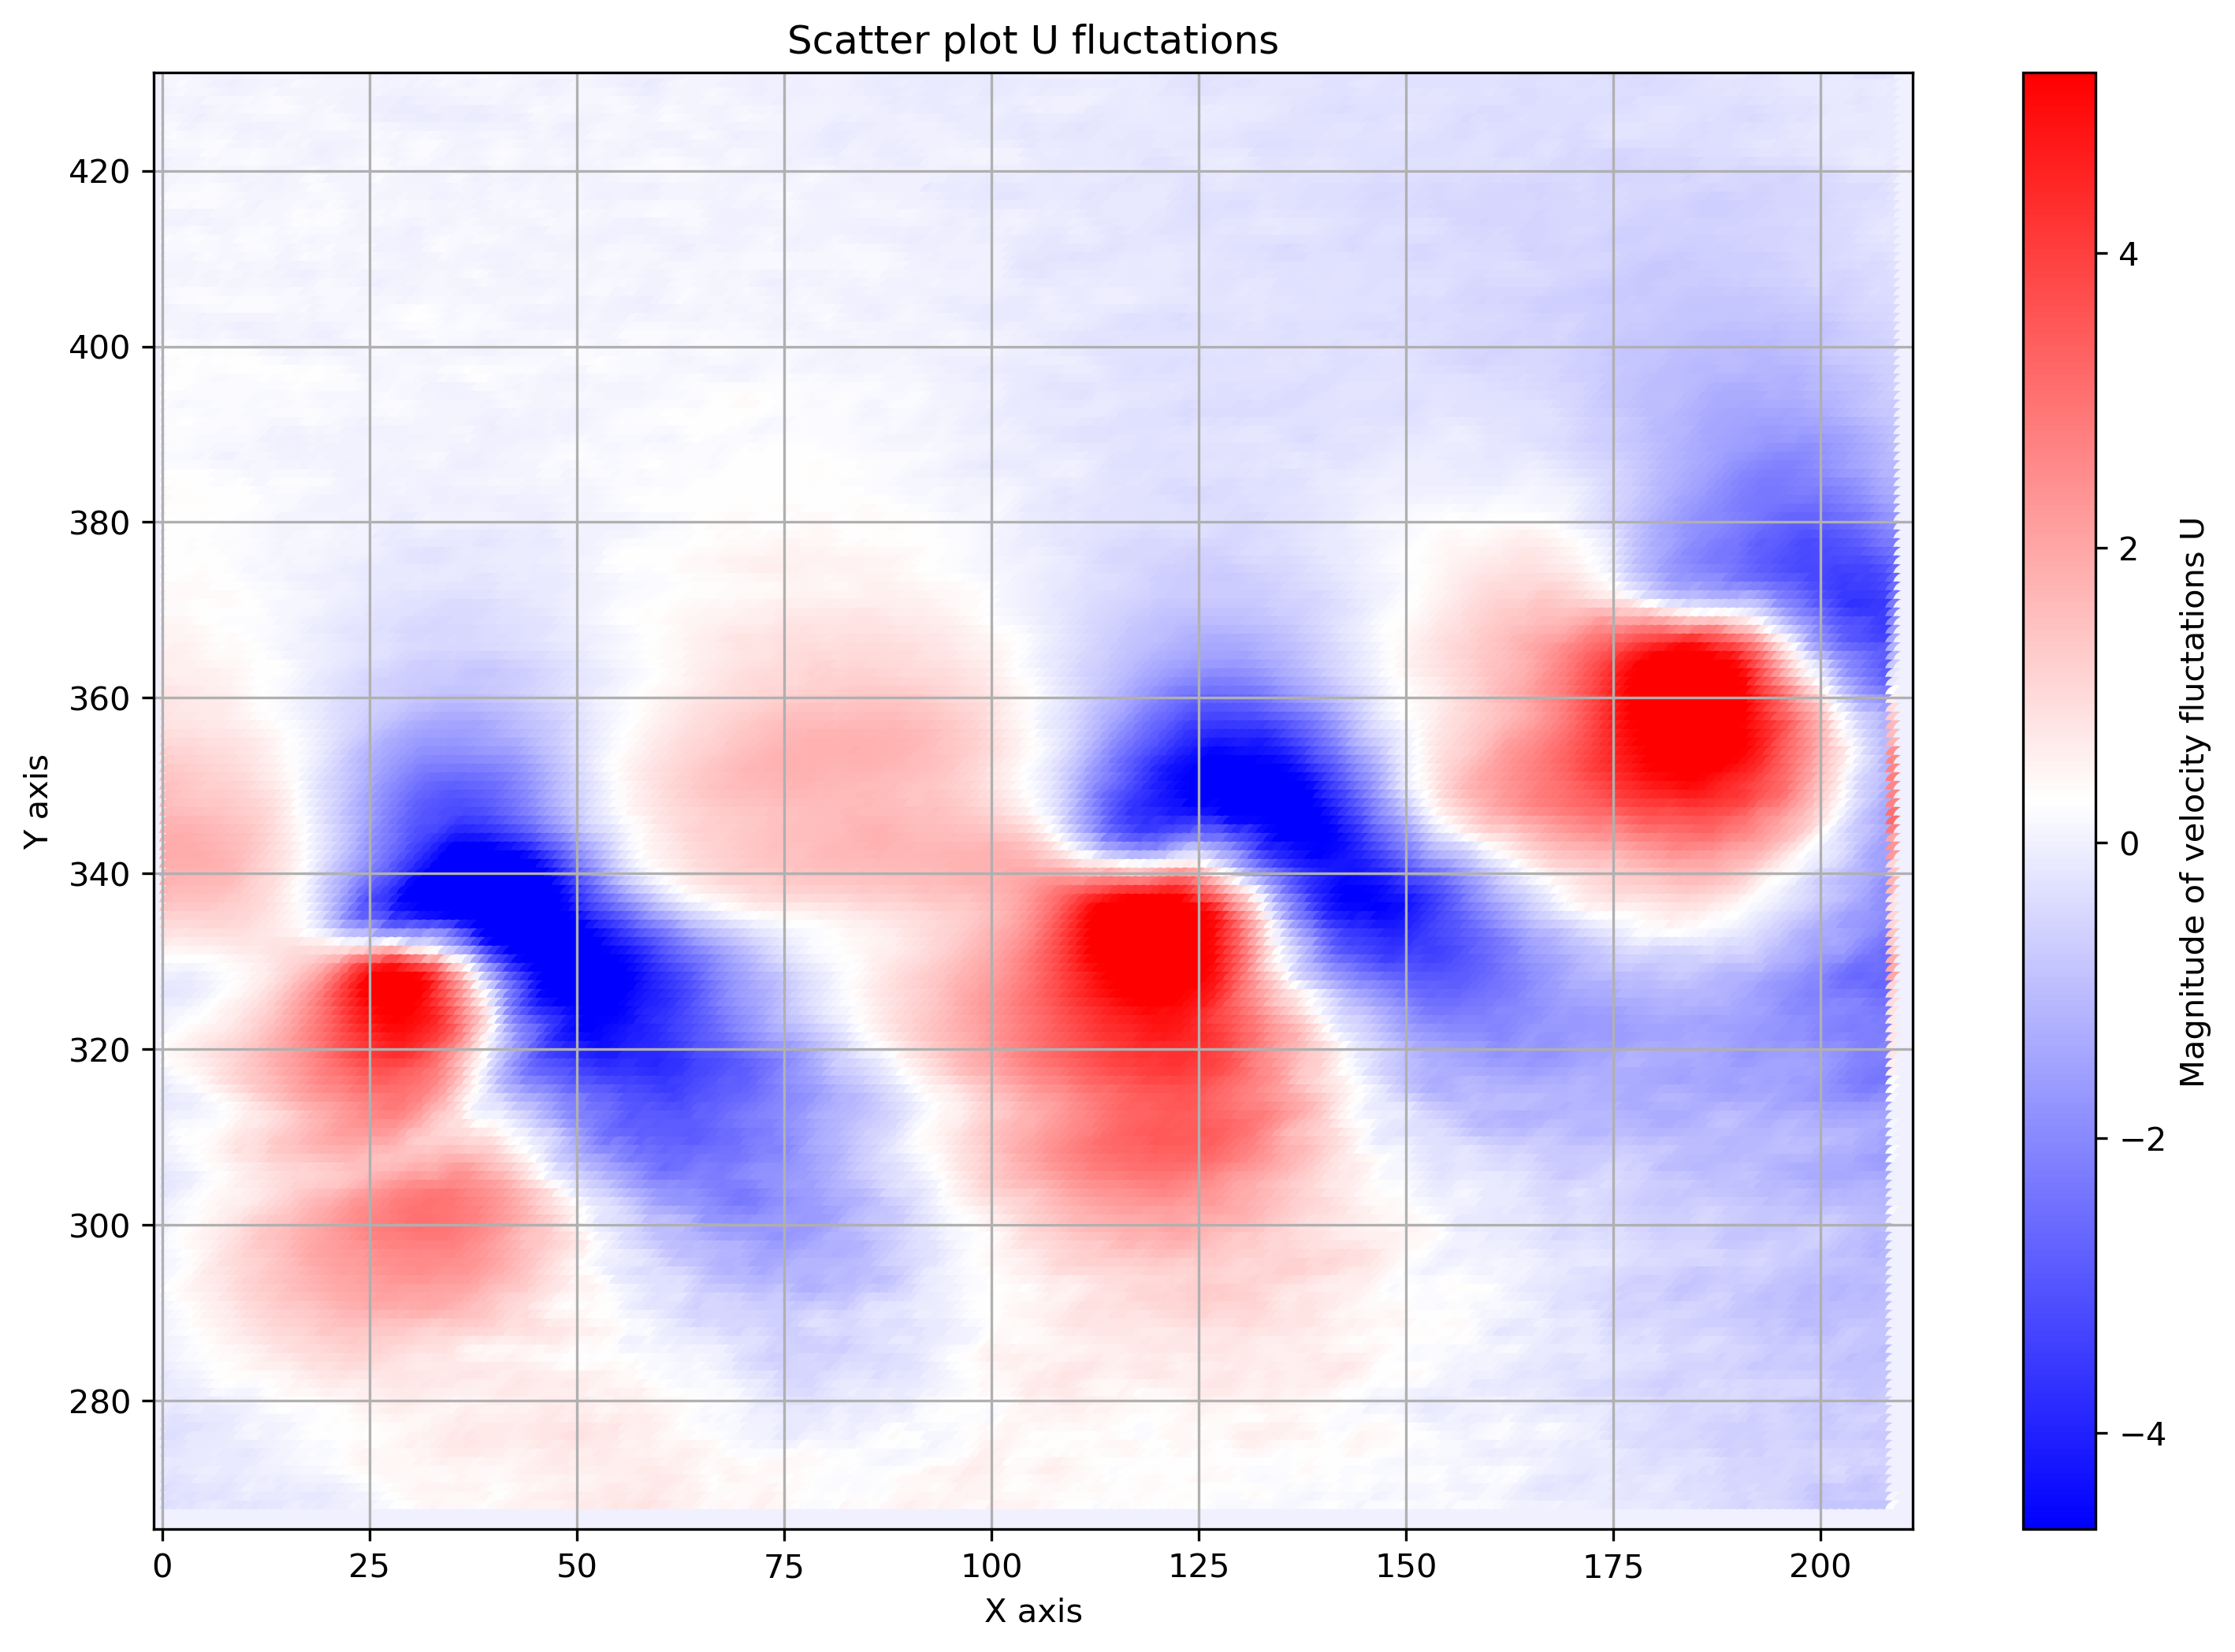 Scatter plot U fluctations
420
400
380
360
340
320
300
280
Y axis
0 25 50 75 100 125 150 175 200
X axis
4
2
0
−2
−4
Magnitude of velocity fluctations U